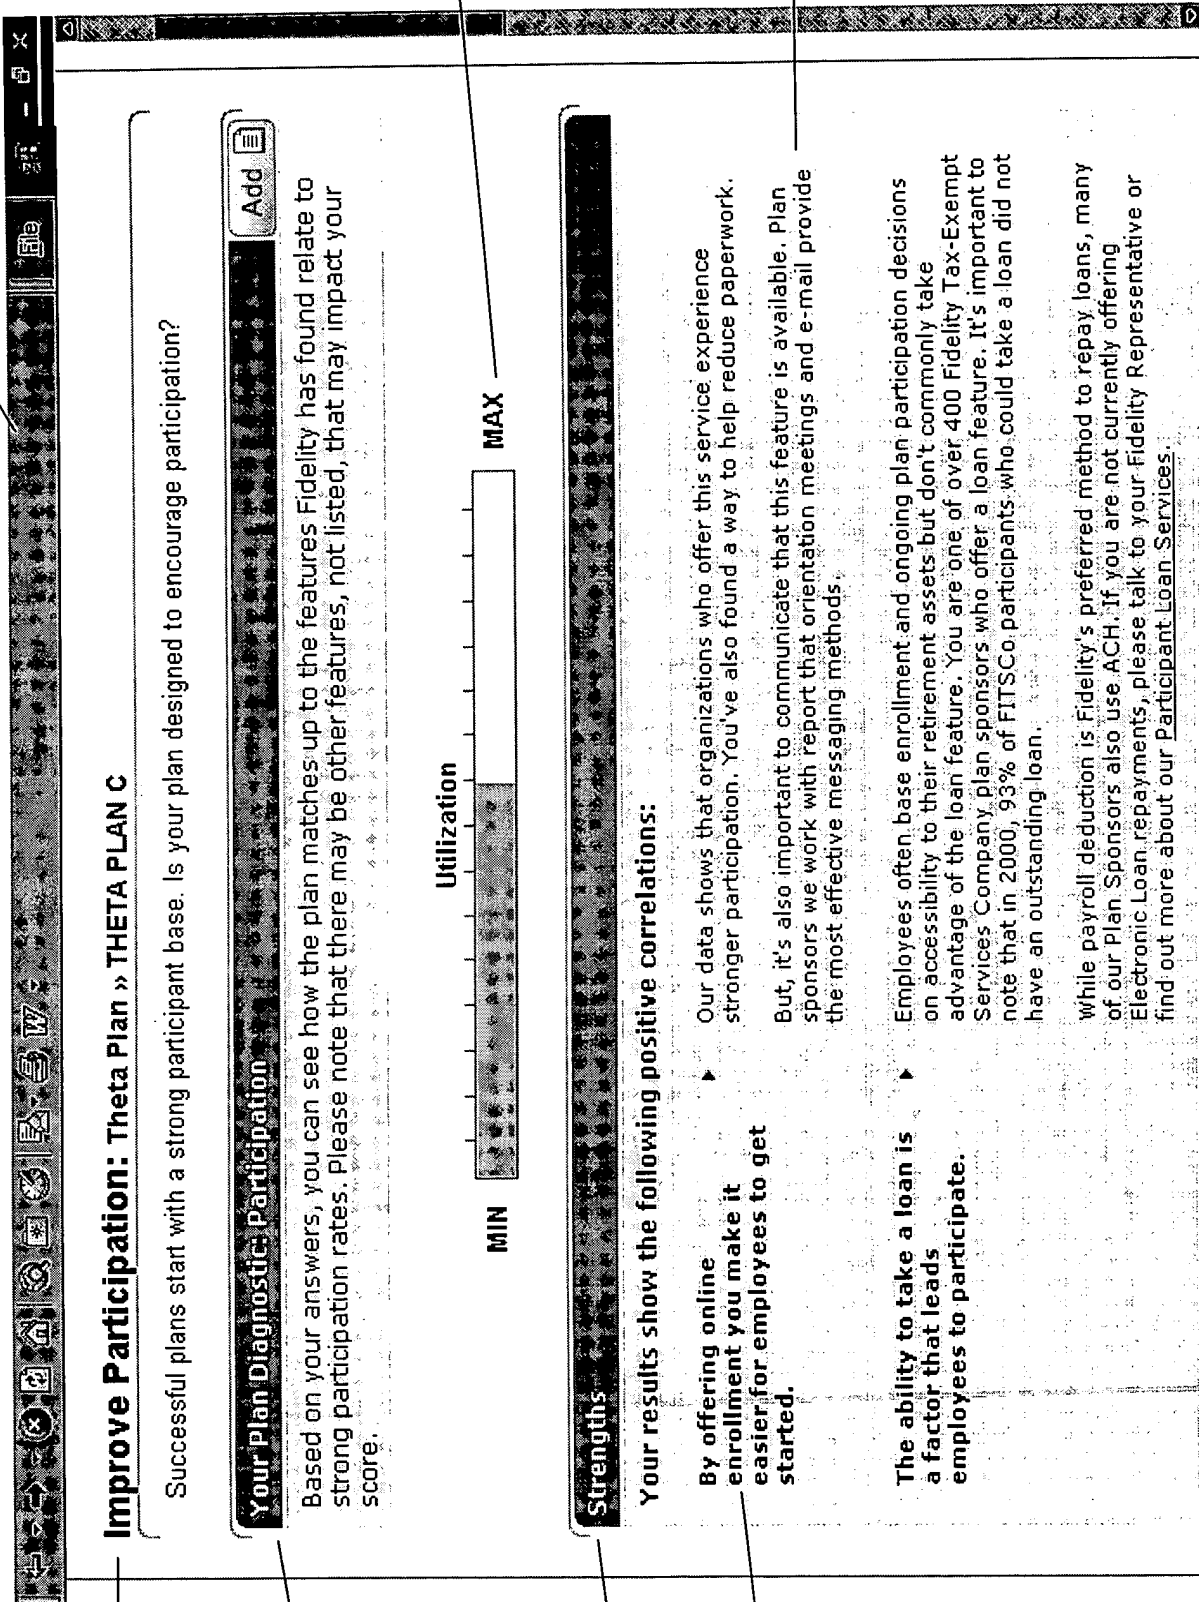 File
Improve Participation: Theta Plan » THETA PLAN C
Successful plans start with a strong participant base. Is your plan designed to encourage participation?
Your Plan Diagnostic: Participation
Add
Based on your answers, you can see how the plan matches up to the features Fidelity has found relate to
strong participation rates. Please note that there may be other features, not listed, that may impact your
score.
Utilization
MIN
MAX
Strengths
Your results show the following positive correlations:
By offering online
enrollment you make it
easier for employees to get
started.
Our data shows that organizations who offer this service experience
stronger participation. You've also found a way to help reduce paperwork.
But, it's also important to communicate that this feature is available. Plan
sponsors we work with report that orientation meetings and e-mail provide
the most effective messaging methods.
The ability to take a loan is
a factor that leads
employees to participate.
Employees often base enrollment and ongoing plan participation decisions
on accessibility to their retirement assets but don't commonly take
advantage of the loan feature. You are one of over 400 Fidelity Tax-Exempt
Services Company plan sponsors who offer a loan feature. It's important to
note that in 2000, 93% of FITSCo participants who could take a loan did not
have an outstanding loan.
While payroll deduction is Fidelity's preferred method to repay loans, many
of our Plan Sponsors also use ACH. If you are not currently offering
Electronic Loan repayments, please talk to your Fidelity Representative or
find out more about our Participant Loan Services.